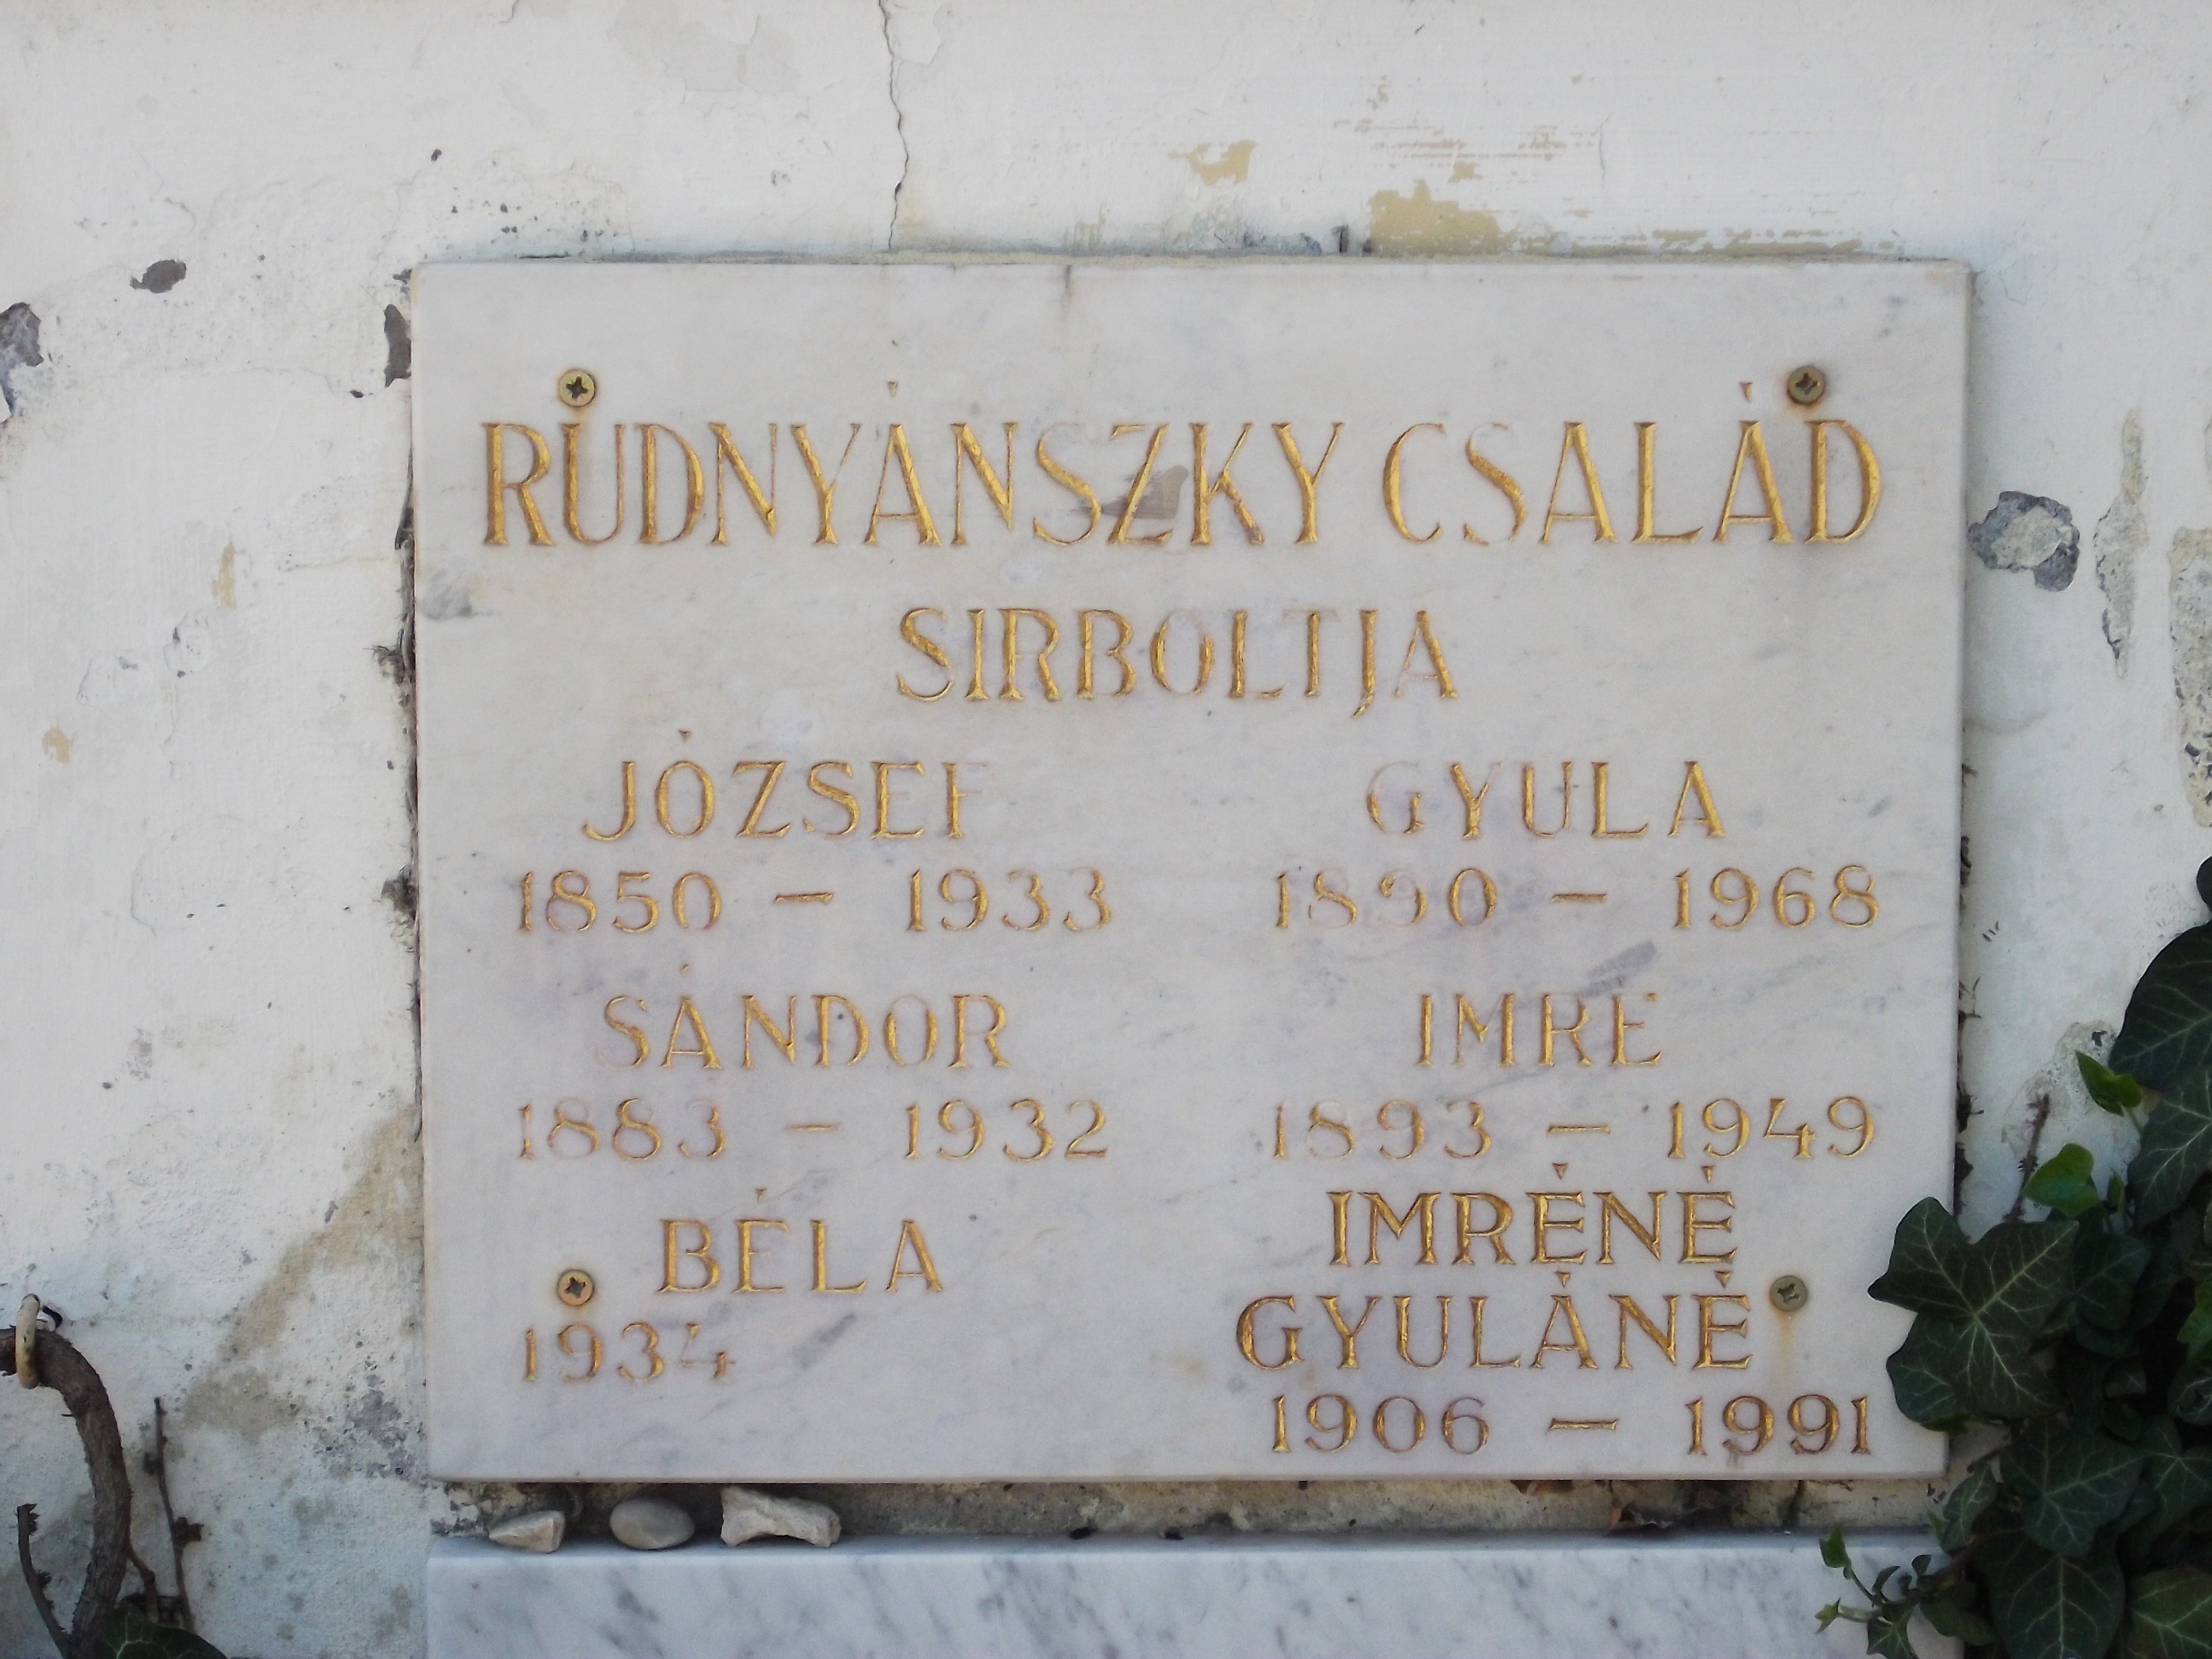 RUDNYÁNSZKY CSALÁD
SIRBOLTJA
JÓZSEF
1850 – 1933
SÁNDOR
1883 – 1932
BÉLA
1934
GYULA
1890 – 1968
IMRE
1893 – 1949
IMRÉNÉ
GYULÁNÉ
1906 – 1991